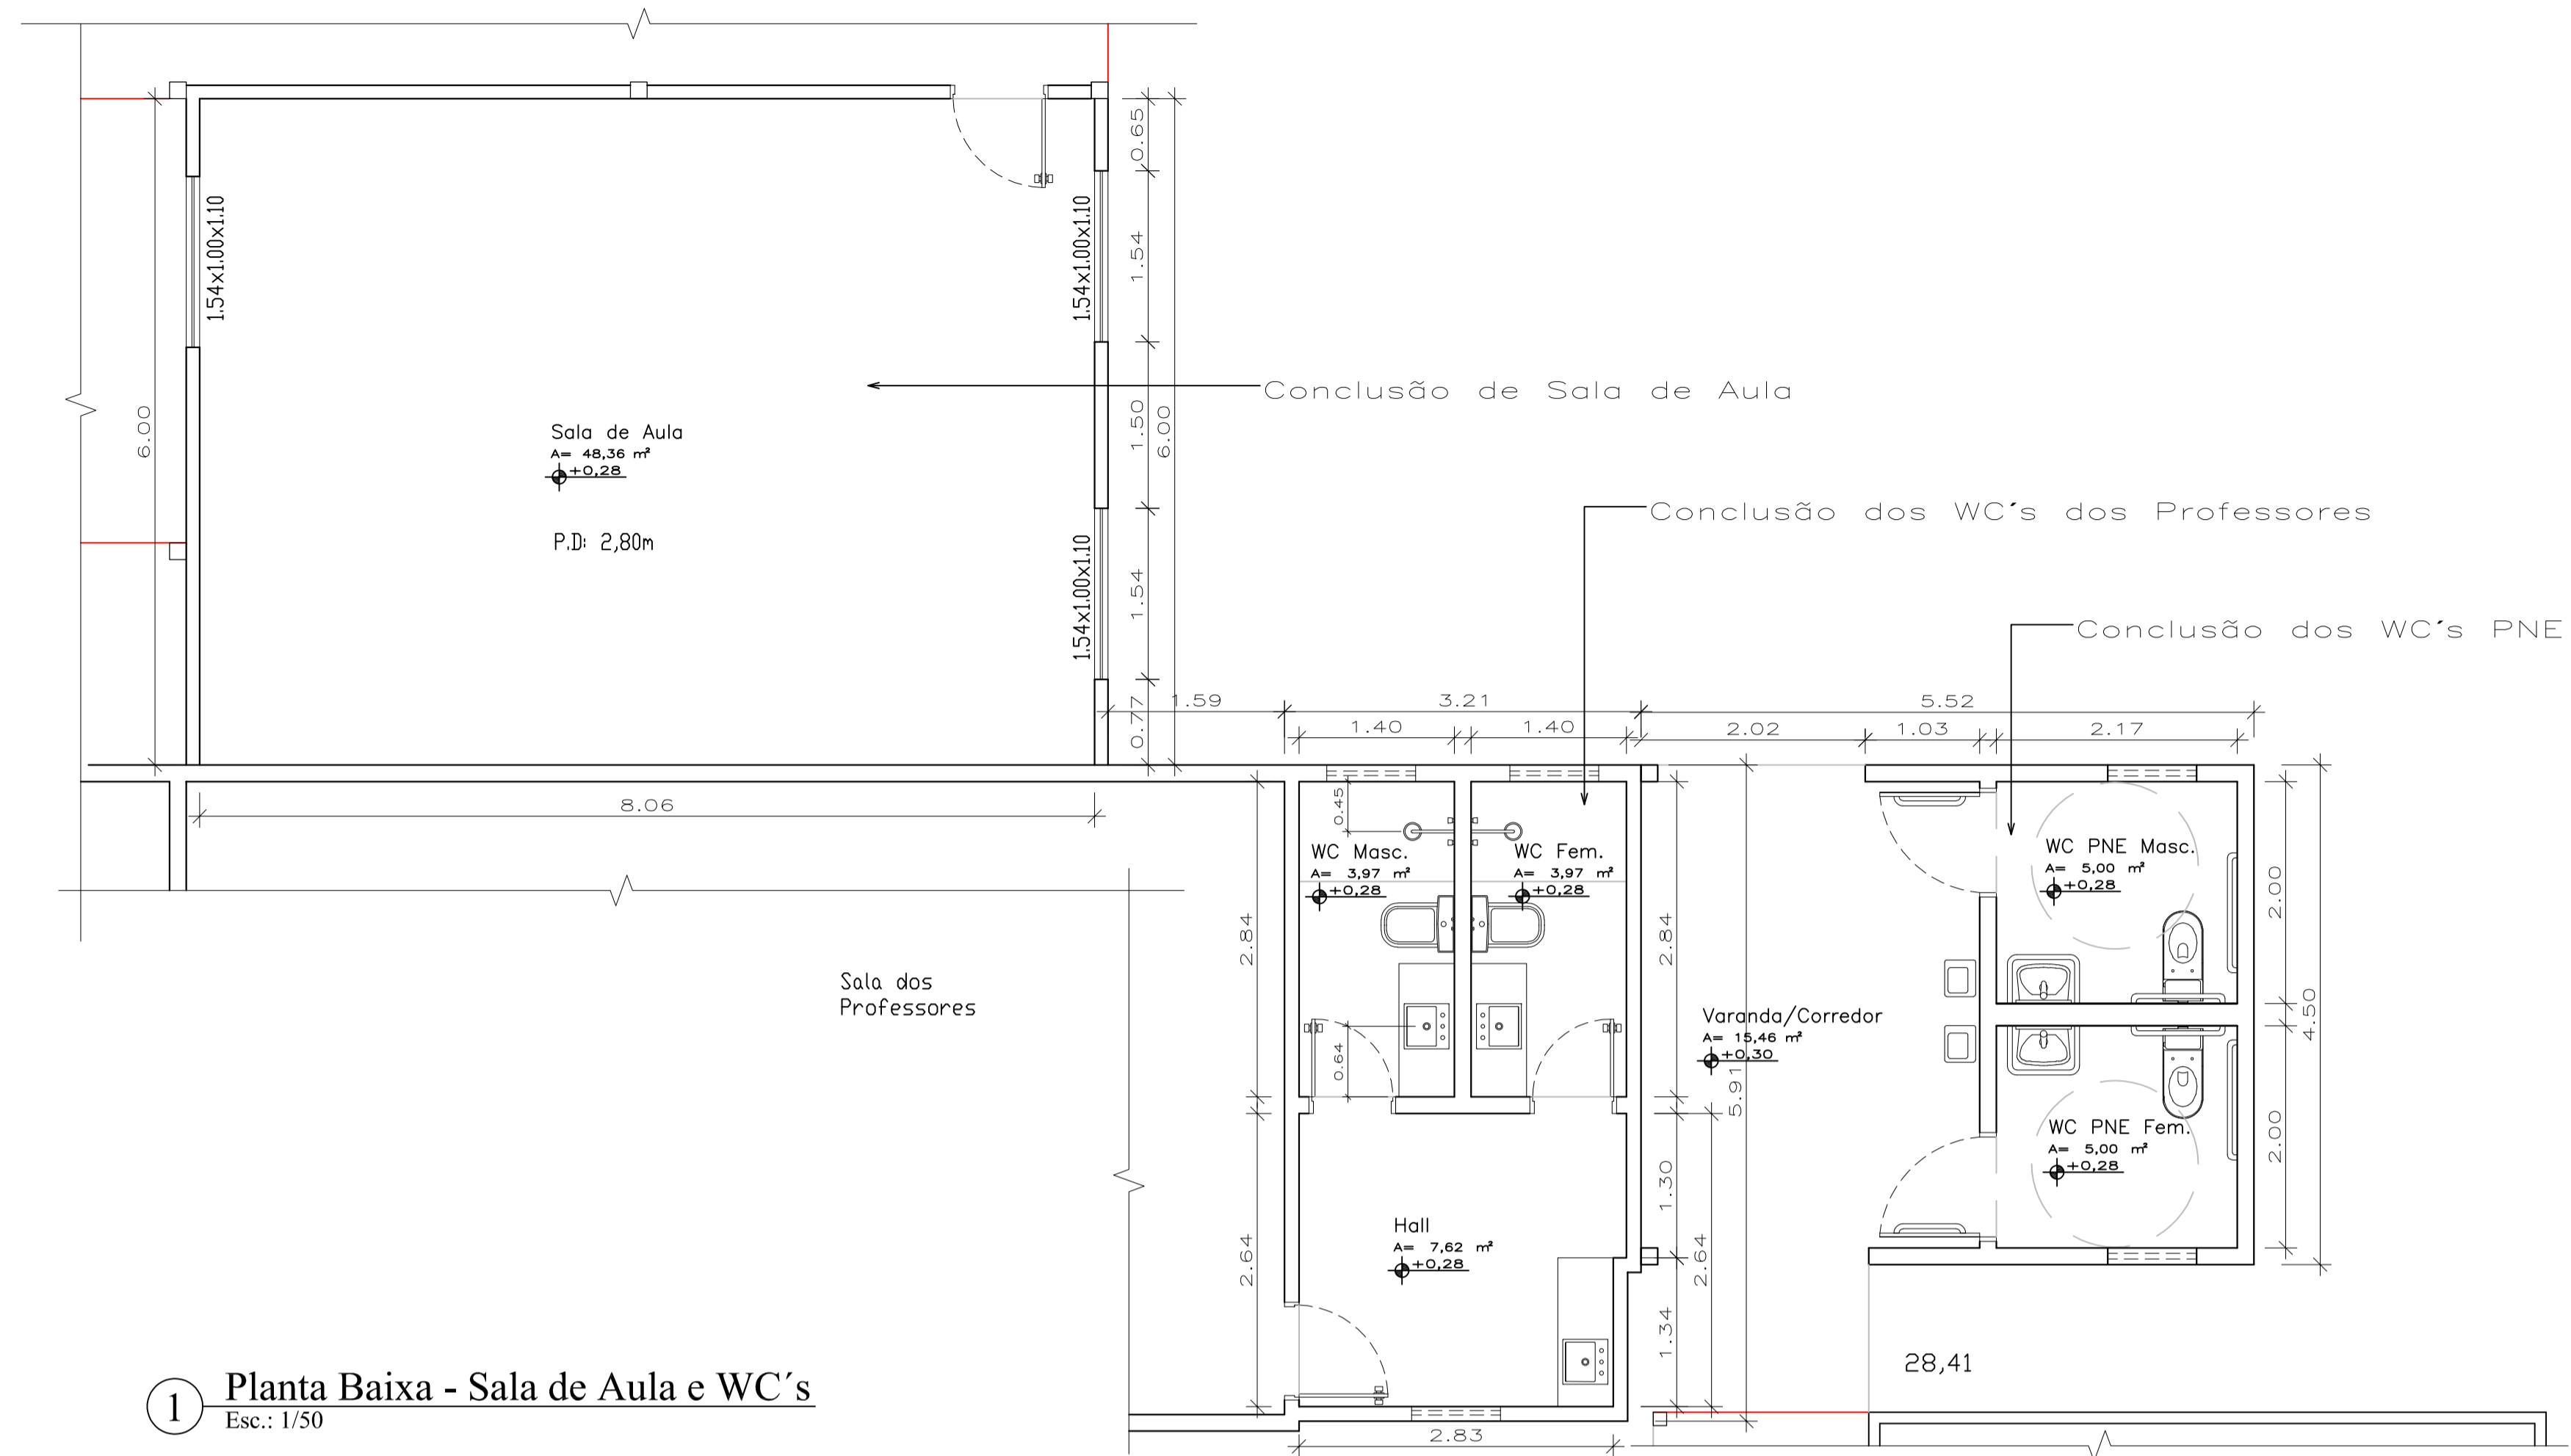 6.00
1.54x1.00x1.10
1.54x1.00x1.10
1.54x1.00x1.10
0.65
1.54
1.50
6.00
1.54
0.77
Sala de Aula
A= 48,36 m²
+0,28
P.D: 2,80m
Conclusão de Sala de Aula
Conclusão dos WC´s dos Professores
Conclusão dos WC´s PNE
1.59
3.21
5.52
1.40
1.40
2.02
1.03
2.17
8.06
0.45
WC Masc.
A= 3,97 m²
+0,28
WC Fem.
A= 3,97 m²
+0,28
WC PNE Masc.
A= 5,00 m²
+0,28
2.00
2.84
2.84
4.50
Sala dos
Professores
0.64
Varanda/Corredor
A= 15,46 m²
+0,30
5.91
WC PNE Fem.
A= 5,00 m²
+0,28
2.00
1.30
2.64
2.64
Hall
A= 7,62 m²
+0,28
1.34
28,41
1
Planta Baixa - Sala de Aula e WC´s
Esc.: 1/50
2.83